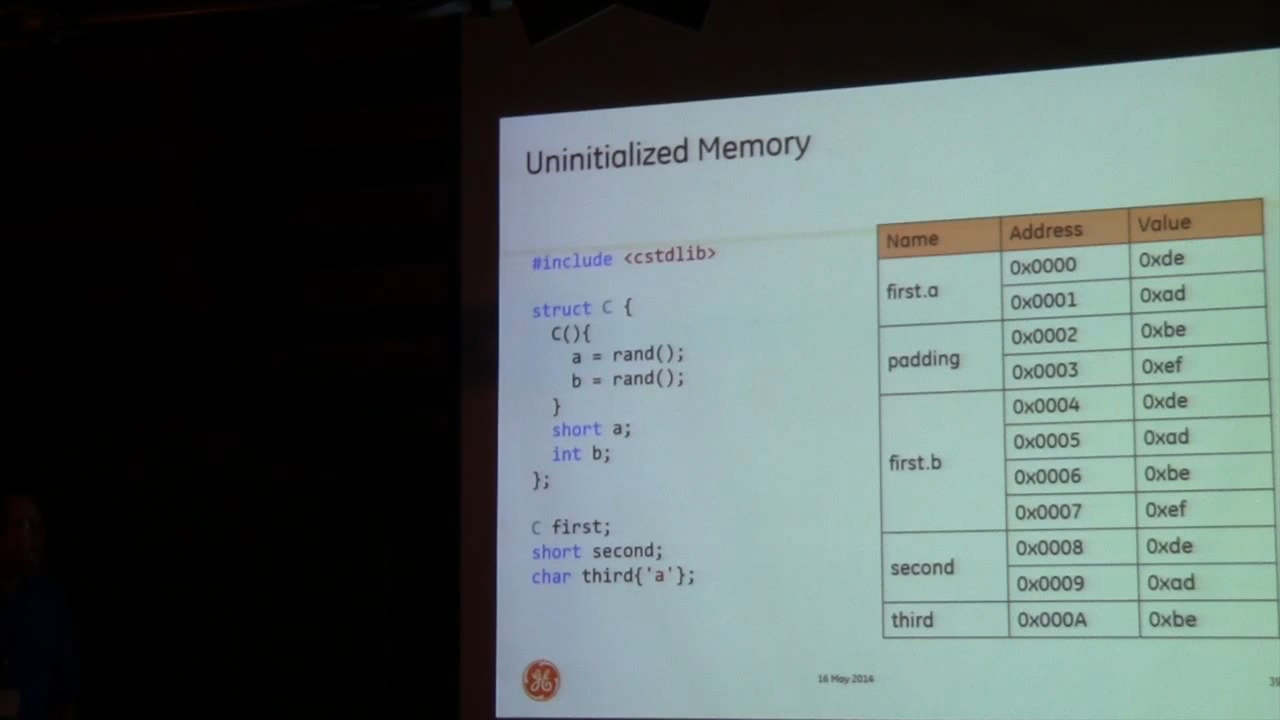 Uninitialized Memory
#include <cstdlib>
struct C {
C(){
a = rand();
b = rand();
}
short a;
int b;
};
C first;
short second;
char third{'a'};
Name Address Value
first.a 0x0000 0xde
0x0001 0xad
padding 0x0002 0xbe
0x0003 0xef
first.b 0x0004 0xde
0x0005 0xad
0x0006 0xbe
0x0007 0xef
second 0x0008 0xde
0x0009 0xad
third 0x000A 0xbe
GE
16 May 2014